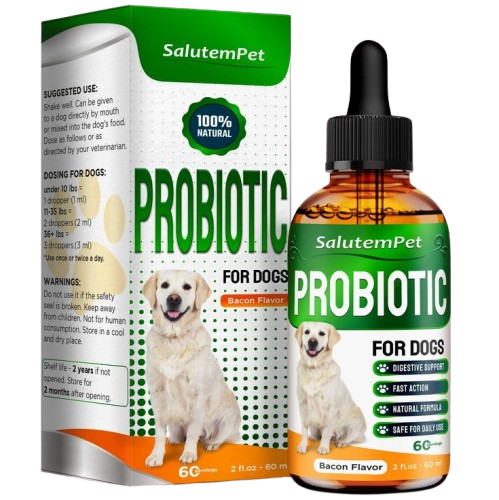 SalutemPet
100%
NATURAL
PROBIOTIC
FOR DOGS
Bacon Flavor
60 servings
2 fl.oz - 60 ml
SUGGESTED USE:
Shake well. Can be given
to a dog directly by mouth
or mixed into the dog's food.
Dose as follows or as
directed by your veterinarian.
DOSING FOR DOGS:
under 10 lbs =
1 dropper (1 ml)
11-35 lbs =
2 droppers (2 ml)
36+ lbs =
3 droppers (3 ml)
*Use once or twice a day.
WARNINGS:
Do not use it if the safety
seal is broken. Keep away
from children. Not for human
consumption. Store in a cool
and dry place.
Shelf life - 2 years if not
opened. Store for
2 months after opening.
SalutemPet
PROBIOTIC
FOR DOGS
DIGESTIVE SUPPORT
FAST ACTION
NATURAL FORMULA
SAFE FOR DAILY USE
60
Bacon Flavor
2 fl.oz - 60 ml